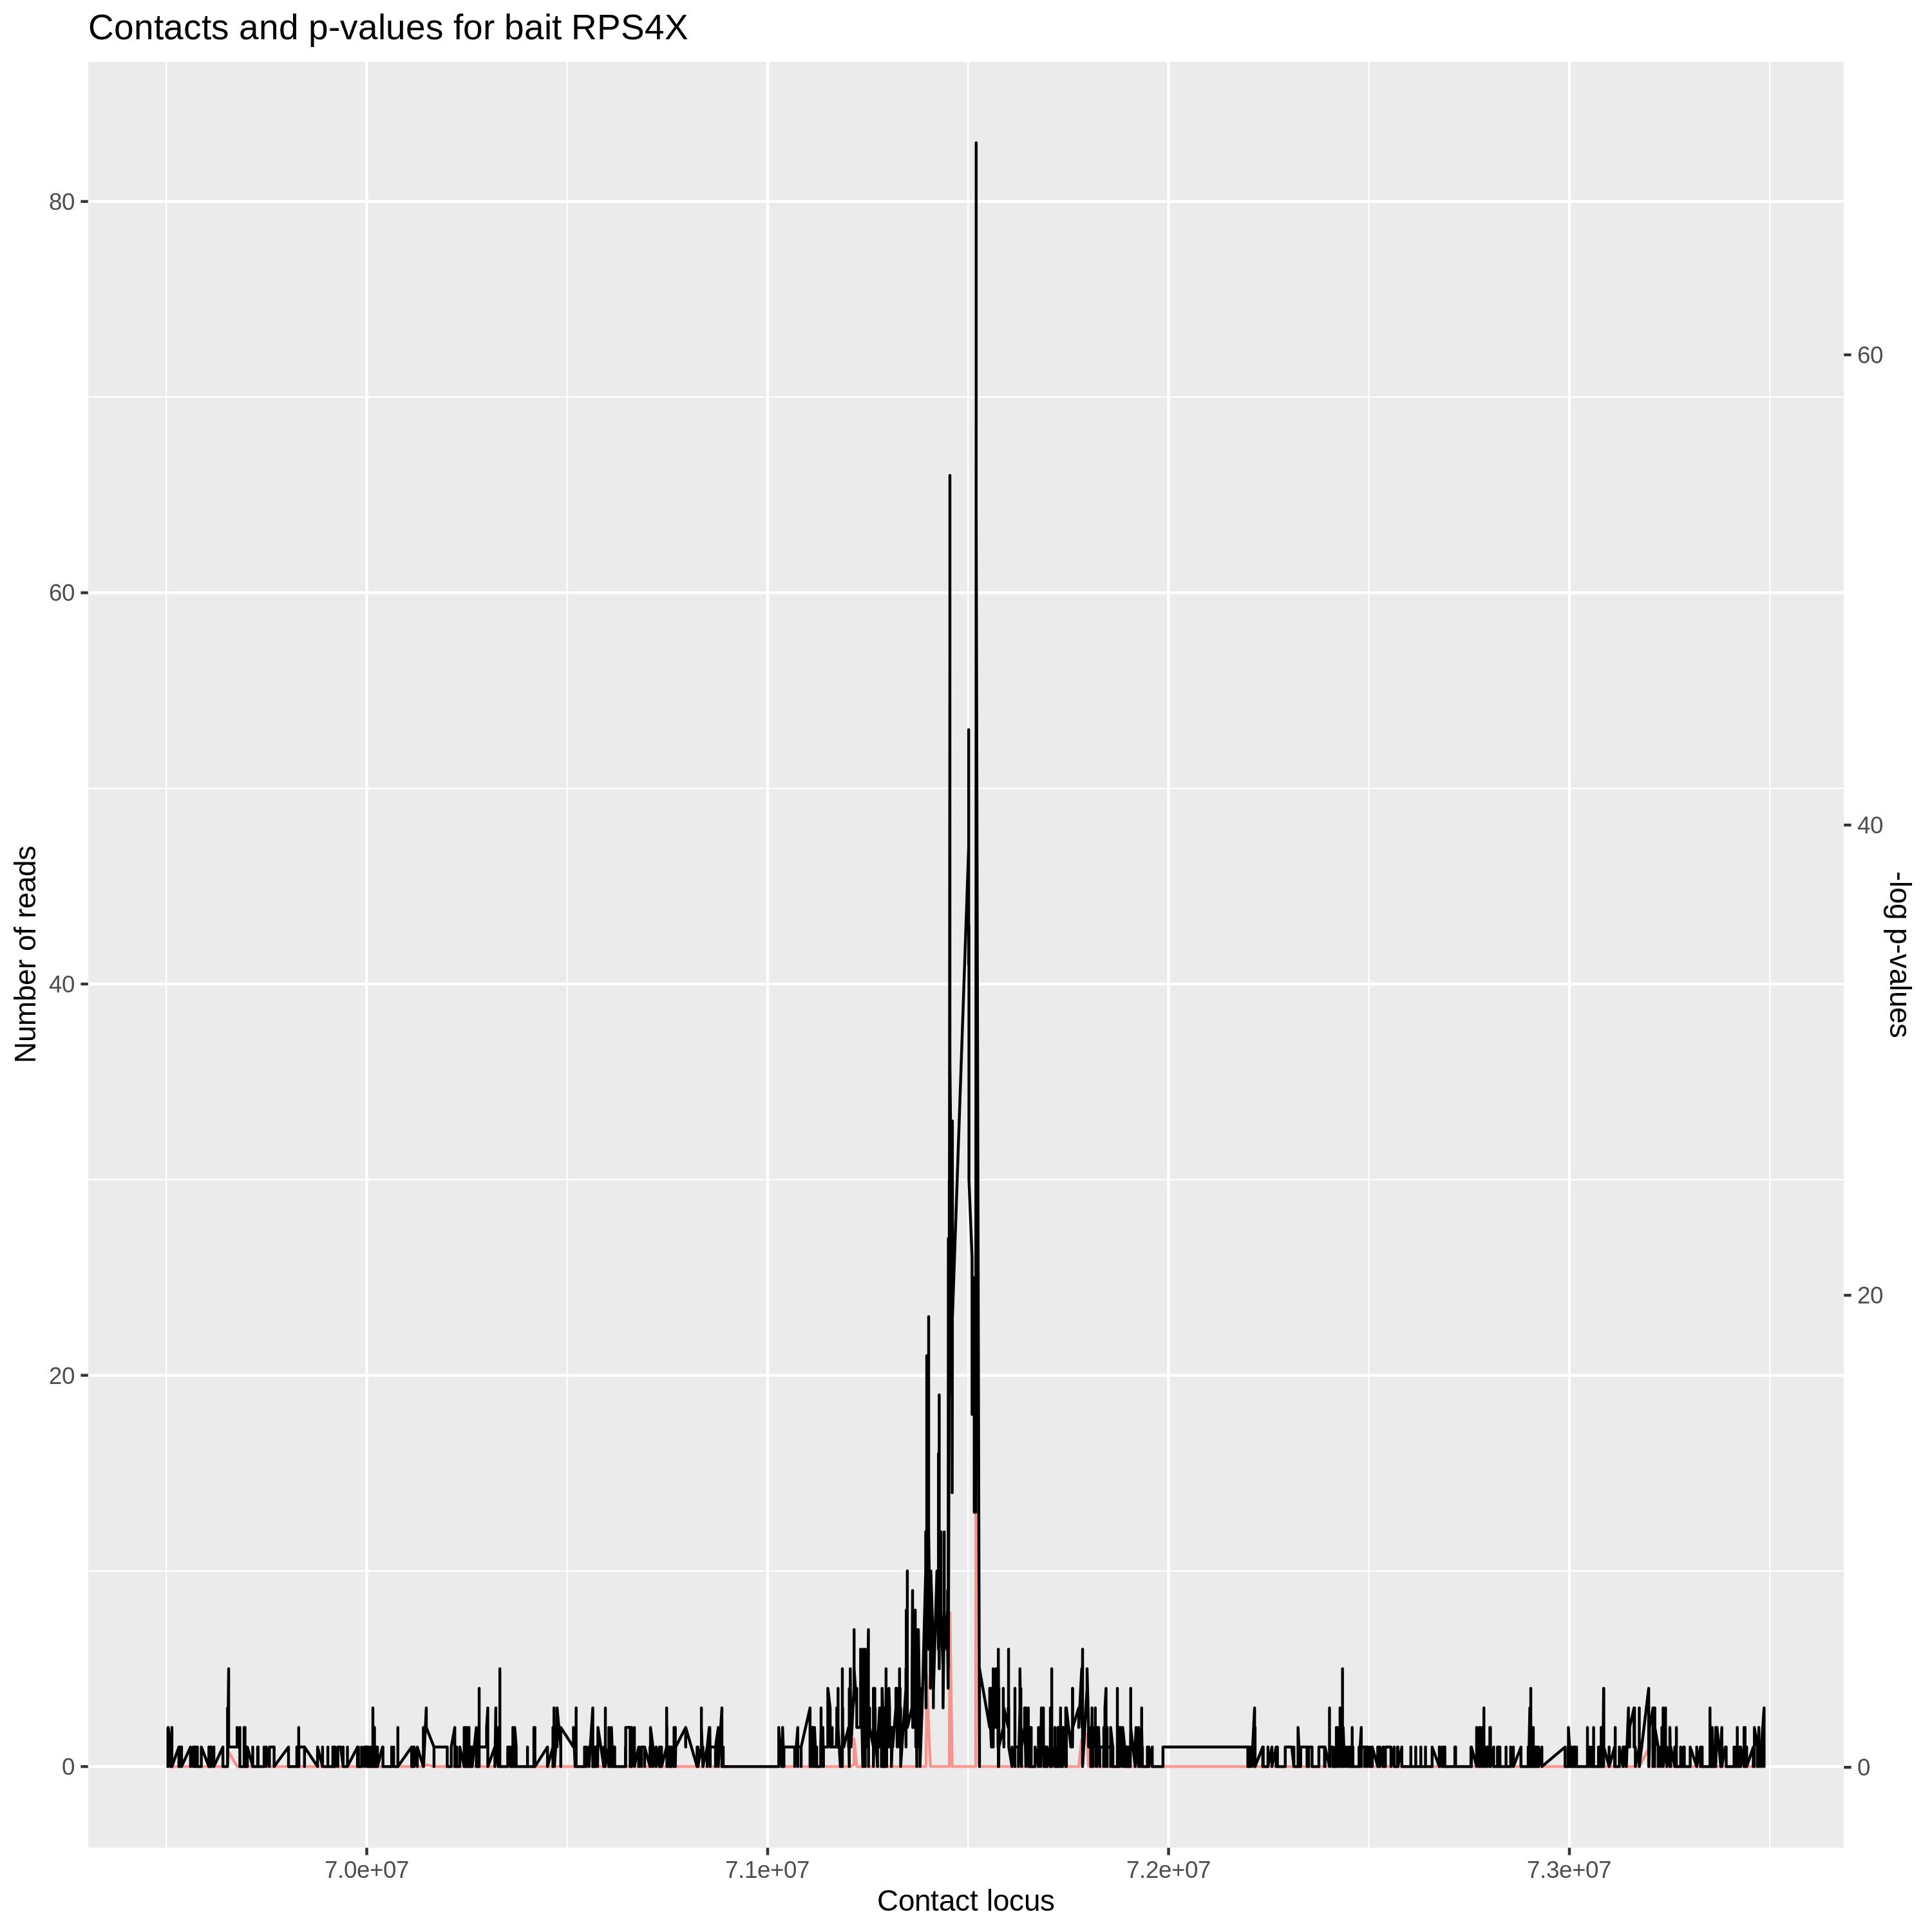 Contacts and p-values for bait RPS4X
80
60
40
20
0
Number of reads
60
40
20
0
-log p-values
7.0e+07 7.1e+07 7.2e+07 7.3e+07
Contact locus